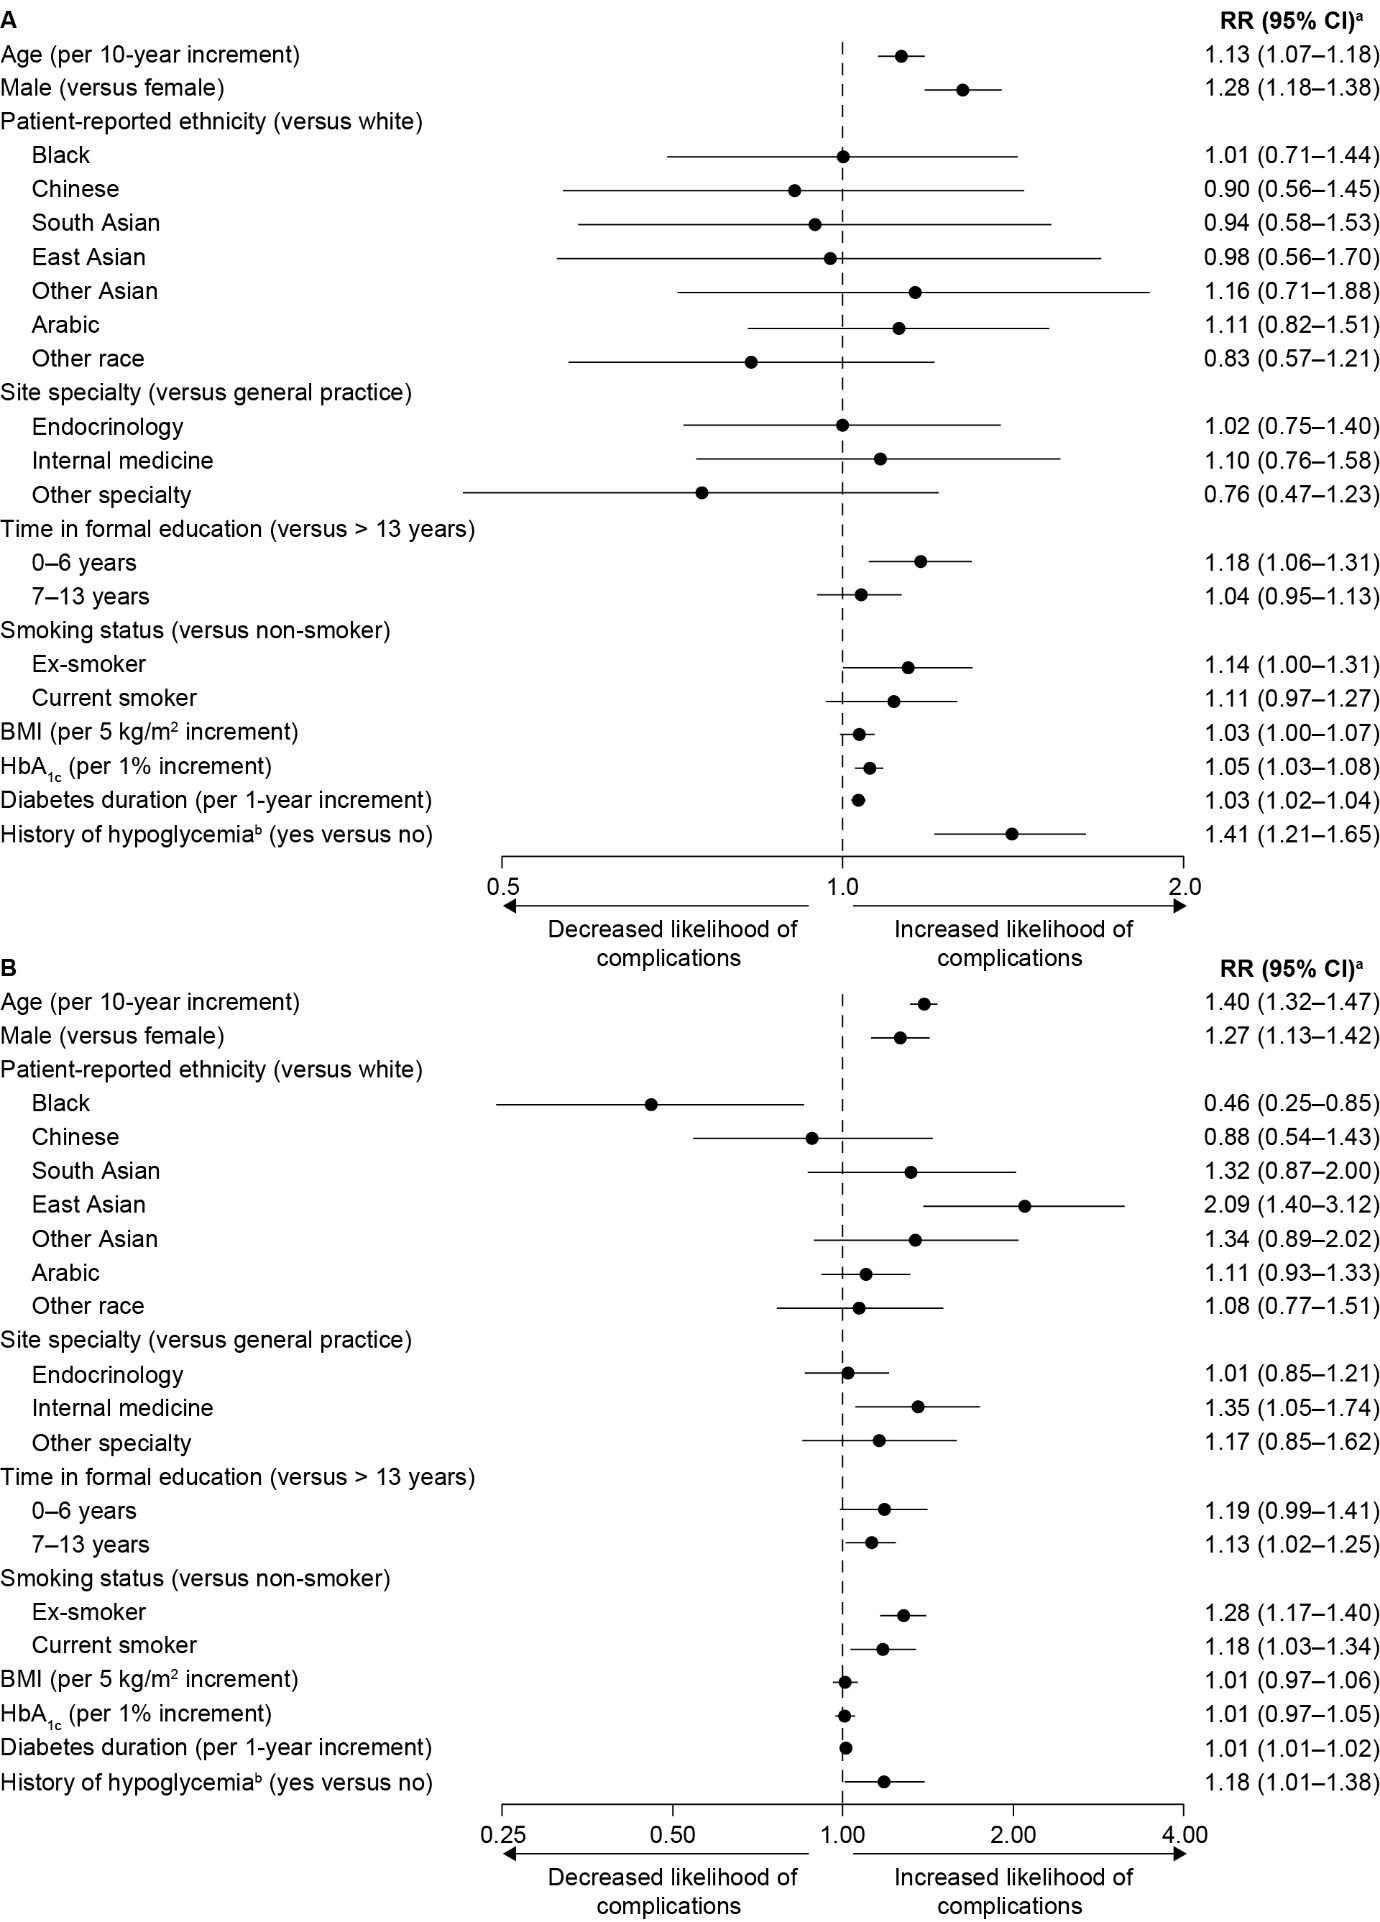 A RR (95% CI)ᵃ
Age (per 10-year increment) 1.13 (1.07–1.18)
Male (versus female) 1.28 (1.18–1.38)
Patient-reported ethnicity (versus white)
Black 1.01 (0.71–1.44)
Chinese 0.90 (0.56–1.45)
South Asian 0.94 (0.58–1.53)
East Asian 0.98 (0.56–1.70)
Other Asian 1.16 (0.71–1.88)
Arabic 1.11 (0.82–1.51)
Other race 0.83 (0.57–1.21)
Site specialty (versus general practice)
Endocrinology 1.02 (0.75–1.40)
Internal medicine 1.10 (0.76–1.58)
Other specialty 0.76 (0.47–1.23)
Time in formal education (versus > 13 years)
0–6 years 1.18 (1.06–1.31)
7–13 years 1.04 (0.95–1.13)
Smoking status (versus non-smoker)
Ex-smoker 1.14 (1.00–1.31)
Current smoker 1.11 (0.97–1.27)
BMI (per 5 kg/m² increment) 1.03 (1.00–1.07)
HbA₁c (per 1% increment) 1.05 (1.03–1.08)
Diabetes duration (per 1-year increment) 1.03 (1.02–1.04)
History of hypoglycemiaᵇ (yes versus no) 1.41 (1.21–1.65)
0.5 1.0 2.0
Decreased likelihood of Increased likelihood of
complications complications
B RR (95% CI)ᵃ
Age (per 10-year increment) 1.40 (1.32–1.47)
Male (versus female) 1.27 (1.13–1.42)
Patient-reported ethnicity (versus white)
Black 0.46 (0.25–0.85)
Chinese 0.88 (0.54–1.43)
South Asian 1.32 (0.87–2.00)
East Asian 2.09 (1.40–3.12)
Other Asian 1.34 (0.89–2.02)
Arabic 1.11 (0.93–1.33)
Other race 1.08 (0.77–1.51)
Site specialty (versus general practice)
Endocrinology 1.01 (0.85–1.21)
Internal medicine 1.35 (1.05–1.74)
Other specialty 1.17 (0.85–1.62)
Time in formal education (versus > 13 years)
0–6 years 1.19 (0.99–1.41)
7–13 years 1.13 (1.02–1.25)
Smoking status (versus non-smoker)
Ex-smoker 1.28 (1.17–1.40)
Current smoker 1.18 (1.03–1.34)
BMI (per 5 kg/m² increment) 1.01 (0.97–1.06)
HbA₁c (per 1% increment) 1.01 (0.97–1.05)
Diabetes duration (per 1-year increment) 1.01 (1.01–1.02)
History of hypoglycemiaᵇ (yes versus no) 1.18 (1.01–1.38)
0.25 0.50 1.00 2.00 4.00
Decreased likelihood of Increased likelihood of
complications complications